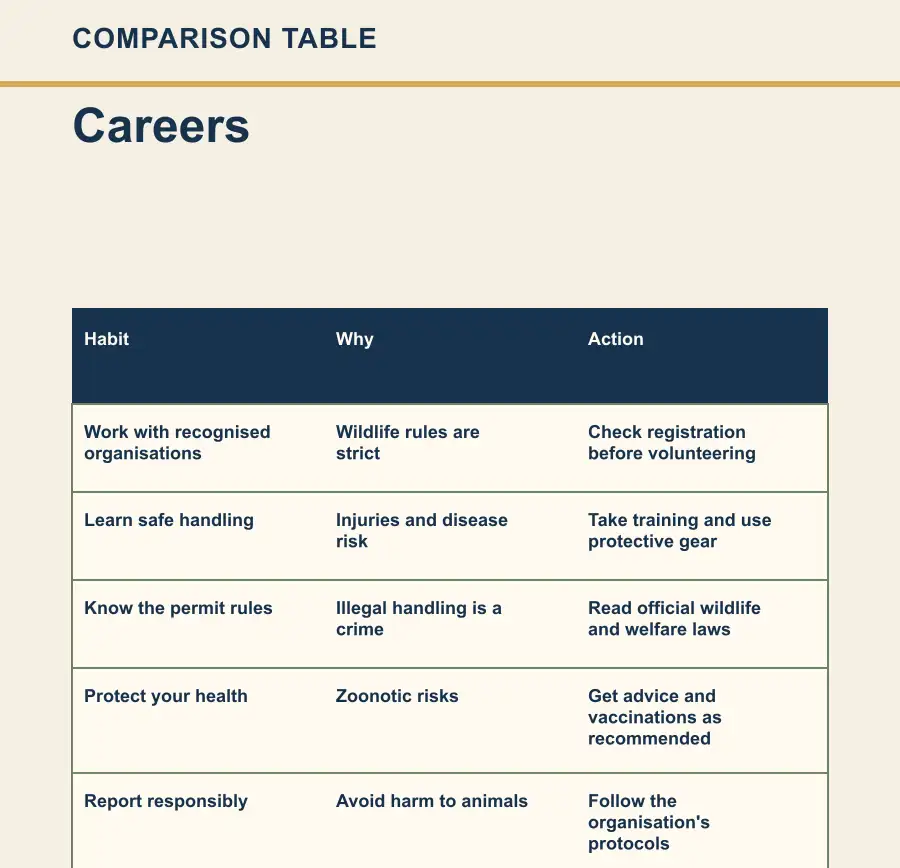 COMPARISON TABLE
Careers
Habit Why Action
Work with recognised organisations Wildlife rules are strict Check registration before volunteering
Learn safe handling Injuries and disease risk Take training and use protective gear
Know the permit rules Illegal handling is a crime Read official wildlife and welfare laws
Protect your health Zoonotic risks Get advice and vaccinations as recommended
Report responsibly Avoid harm to animals Follow the organisation's protocols